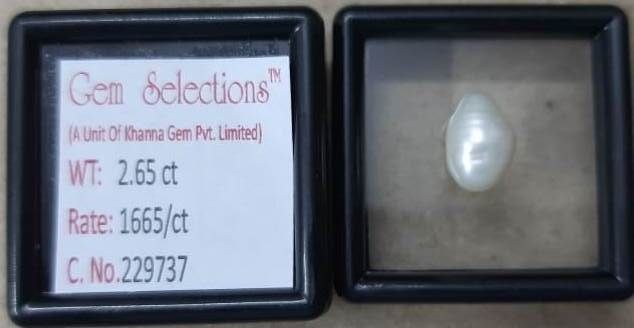 Gem Selections™
(A Unit Of Khanna Gem Pvt. Limited)
WT: 2.65 ct
Rate: 1665/ct
C. No.229737